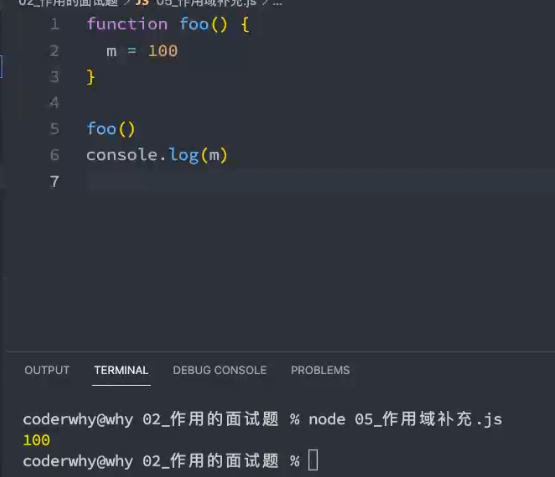 02_作用的面试题 > JS 05_作用域补充.js > ...
1 function foo() {
2 m = 100
3 }
4
5 foo()
6 console.log(m)
7
OUTPUT TERMINAL DEBUG CONSOLE PROBLEMS
coderwhy@why 02_作用的面试题 % node 05_作用域补充.js
100
coderwhy@why 02_作用的面试题 %